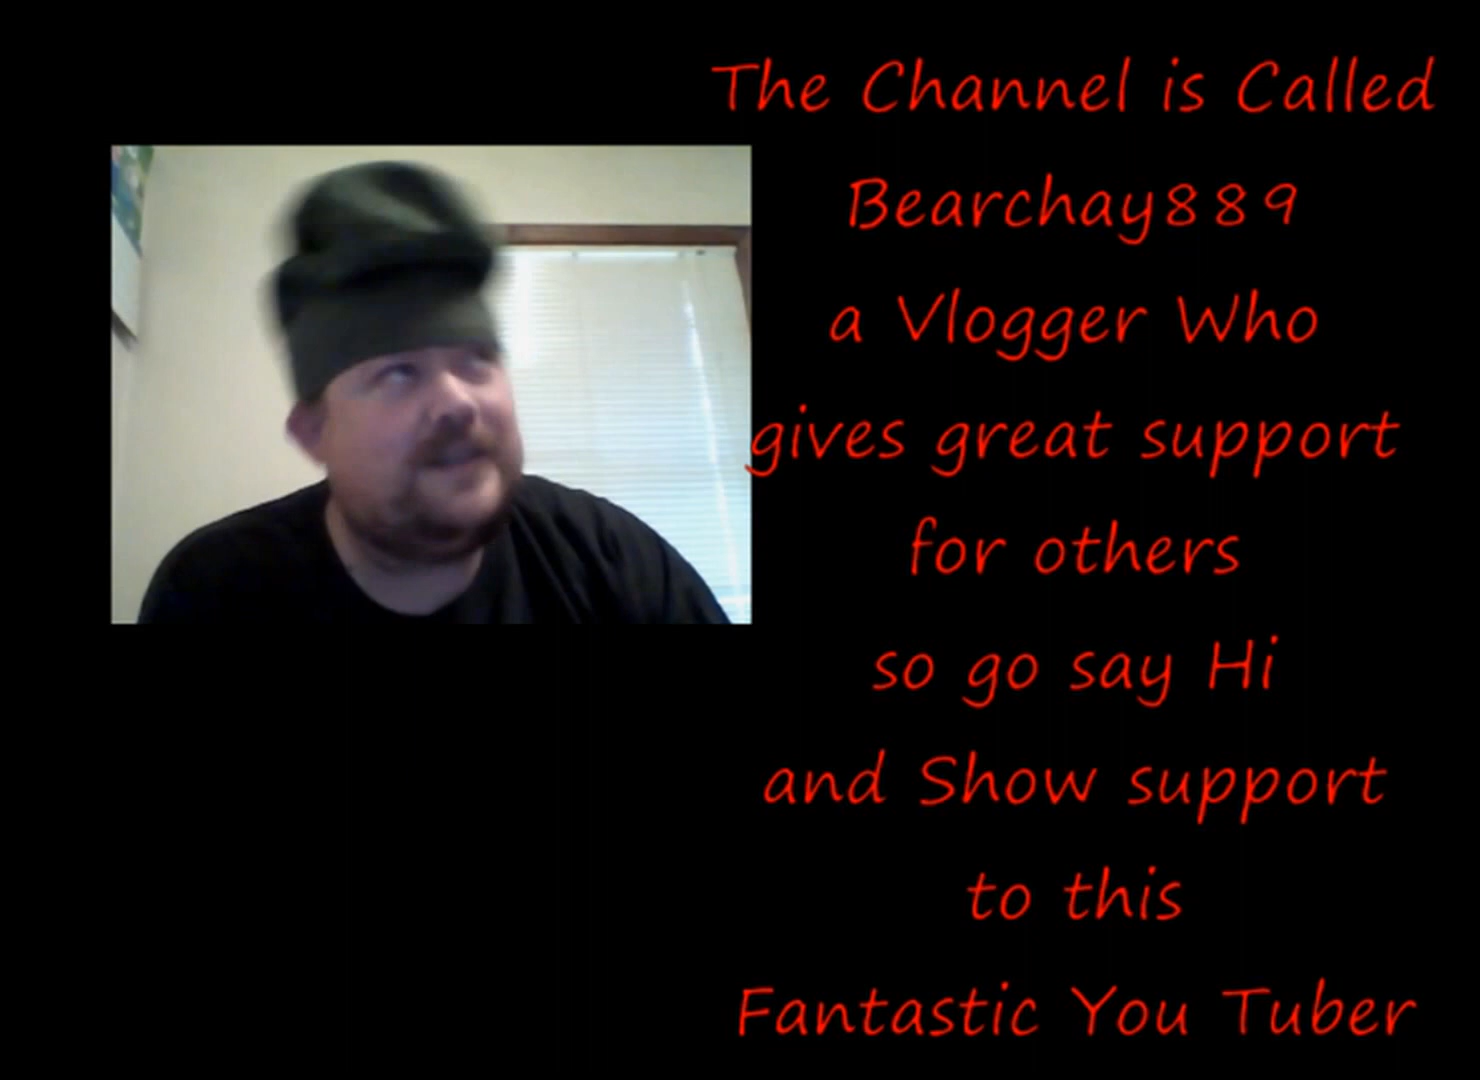 The Channel is Called
Bearchay889
a Vlogger Who
gives great support
for others
so go say Hi
and Show support
to this
Fantastic You Tuber